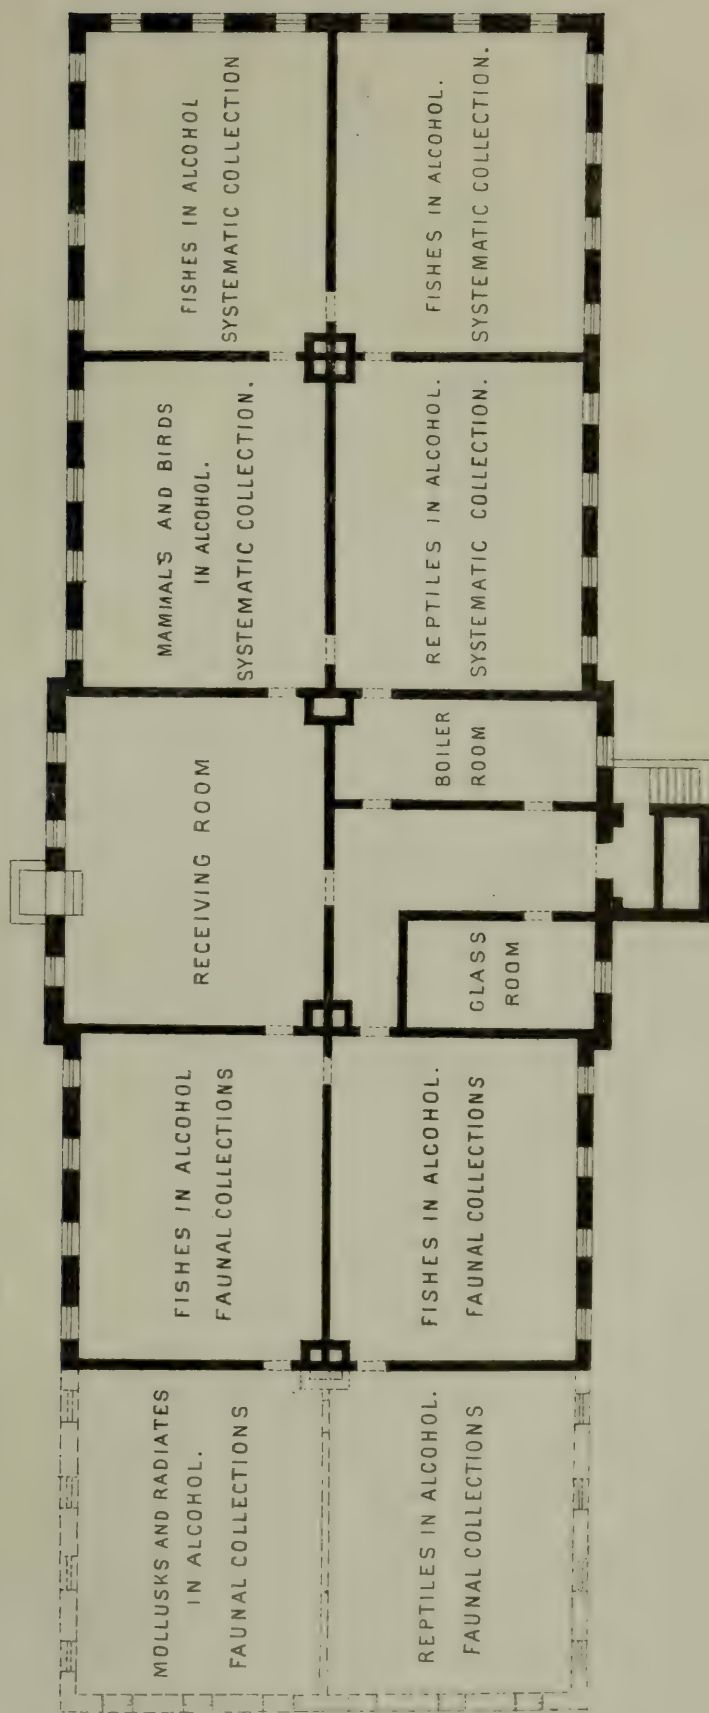 MOLLUSKS AND RADIATES
IN ALCOHOL.
FAUNAL COLLECTIONS
FISHES IN ALCOHOL
FAUNAL COLLECTIONS
RECEIVING ROOM
MAMMALS AND BIRDS
IN ALCOHOL.
SYSTEMATIC COLLECTION.
FISHES IN ALCOHOL
SYSTEMATIC COLLECTION
REPTILES IN ALCOHOL.
FAUNAL COLLECTIONS
FISHES IN ALCOHOL.
FAUNAL COLLECTIONS
GLASS
ROOM
BOILER
ROOM
REPTILES IN ALCOHOL.
SYSTEMATIC COLLECTION.
FISHES IN ALCOHOL.
SYSTEMATIC COLLECTION.